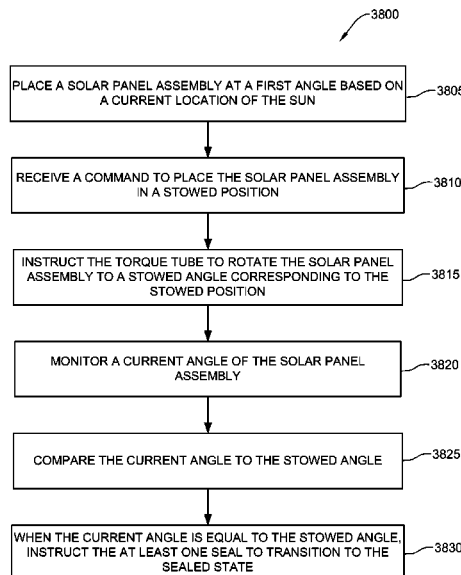 3800
PLACE A SOLAR PANEL ASSEMBLY AT A FIRST ANGLE BASED ON
A CURRENT LOCATION OF THE SUN
3805
RECEIVE A COMMAND TO PLACE THE SOLAR PANEL ASSEMBLY
IN A STOWED POSITION
3810
INSTRUCT THE TORQUE TUBE TO ROTATE THE SOLAR PANEL
ASSEMBLY TO A STOWED ANGLE CORRESPONDING TO THE
STOWED POSITION
3815
MONITOR A CURRENT ANGLE OF THE SOLAR PANEL
ASSEMBLY
3820
COMPARE THE CURRENT ANGLE TO THE STOWED ANGLE
3825
WHEN THE CURRENT ANGLE IS EQUAL TO THE STOWED ANGLE,
INSTRUCT THE AT LEAST ONE SEAL TO TRANSITION TO THE
SEALED STATE
3830